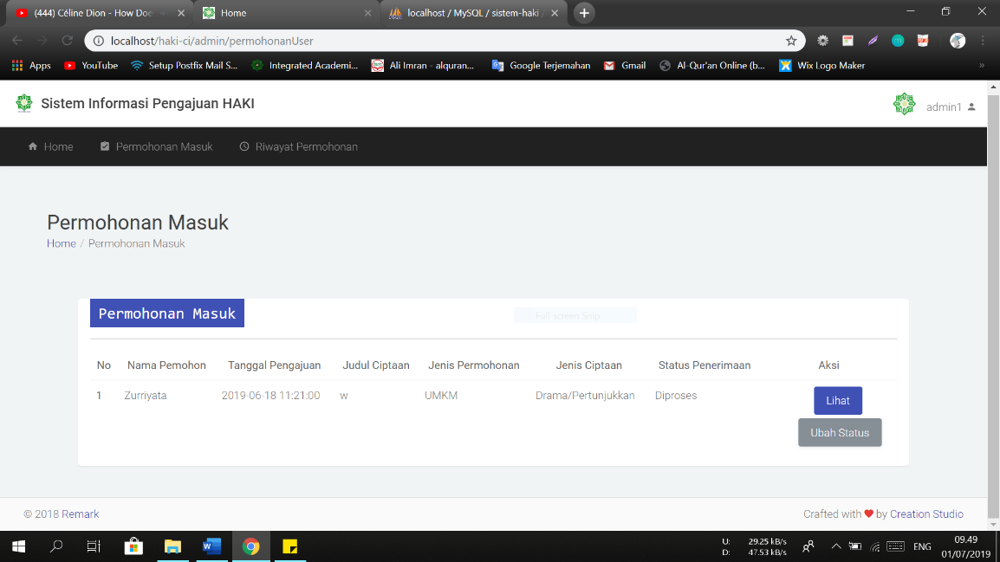 (444) Céline Dion - How Doe
Home
localhost / MySQL / sistem-haki /
localhost/haki-ci/admin/permohonanUser
Apps YouTube Setup Postfix Mail S... Integrated Academi... Ali Imran - alquran... Google Terjemahan Gmail Al-Qur'an Online (b... Wix Logo Maker »
Sistem Informasi Pengajuan HAKI
admin1
Home Permohonan Masuk Riwayat Permohonan
Permohonan Masuk
Home / Permohonan Masuk
Permohonan Masuk
Full-screen Snip
No Nama Pemohon Tanggal Pengajuan Judul Ciptaan Jenis Permohonan Jenis Ciptaan Status Penerimaan Aksi
1 Zurriyata 2019-06-18 11:21:00 w UMKM Drama/Pertunjukkan Diproses Lihat
Ubah Status
© 2018 Remark
Crafted with ❤ by Creation Studio
U: 29.25 kB/s
D: 47.53 kB/s
ENG
09.49
01/07/2019